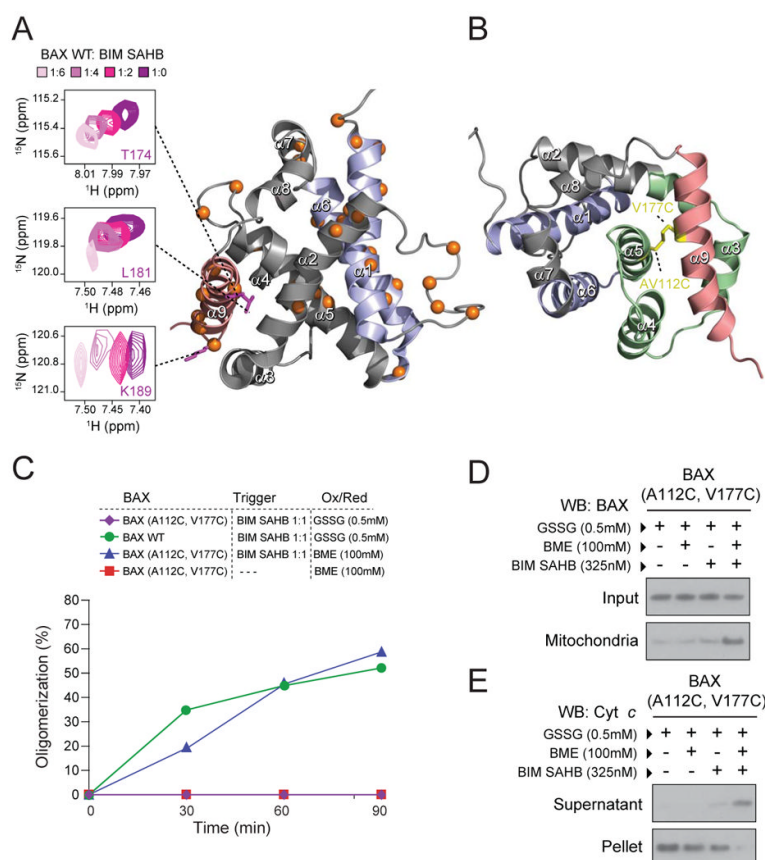 A
BAX WT: BIM SAHB
1:6 1:4 1:2 1:0
¹⁵N (ppm)
115.2
115.4
115.6
T174
8.01 7.99 7.97
¹H (ppm)
¹⁵N (ppm)
119.6
119.8
120.0
L181
7.50 7.48 7.46
¹H (ppm)
¹⁵N (ppm)
120.6
120.8
121.0
K189
7.50 7.45 7.40
¹H (ppm)
α7
α8
α6
α4
α2
α1
α9
α5
α3
B
α2
α8
α1
V177C
α5
α9
α3
α7
α6
AV112C
α4
C
BAX Trigger Ox/Red
BAX (A112C, V177C) BIM SAHB 1:1 GSSG (0.5mM)
BAX WT BIM SAHB 1:1 GSSG (0.5mM)
BAX (A112C, V177C) BIM SAHB 1:1 BME (100mM)
BAX (A112C, V177C) --- BME (100mM)
Oligomerization (%)
80
70
60
50
40
30
20
10
0
0 30 60 90
Time (min)
D
BAX
(A112C, V177C)
WB: BAX
GSSG (0.5mM) + + + +
BME (100mM) - + - +
BIM SAHB (325nM) - - + +
Input
Mitochondria
E
BAX
(A112C, V177C)
WB: Cyt c
GSSG (0.5mM) + + + +
BME (100mM) - + - +
BIM SAHB (325nM) - - + +
Supernatant
Pellet